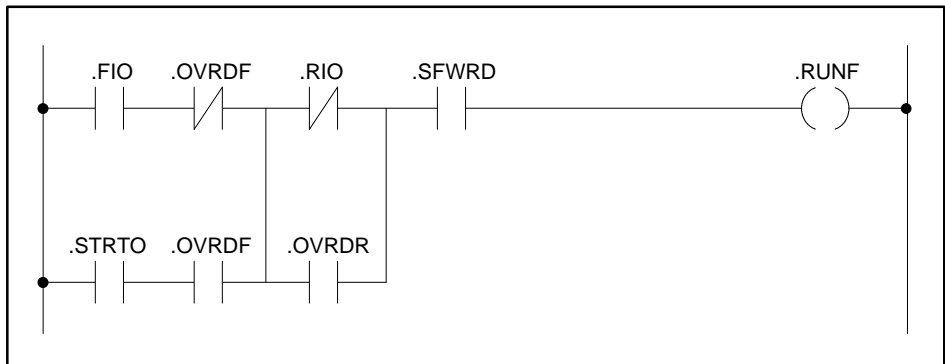 .FIO .OVRDF .RIO .SFWRD .RUNF
.STRTO .OVRDF .OVRDR